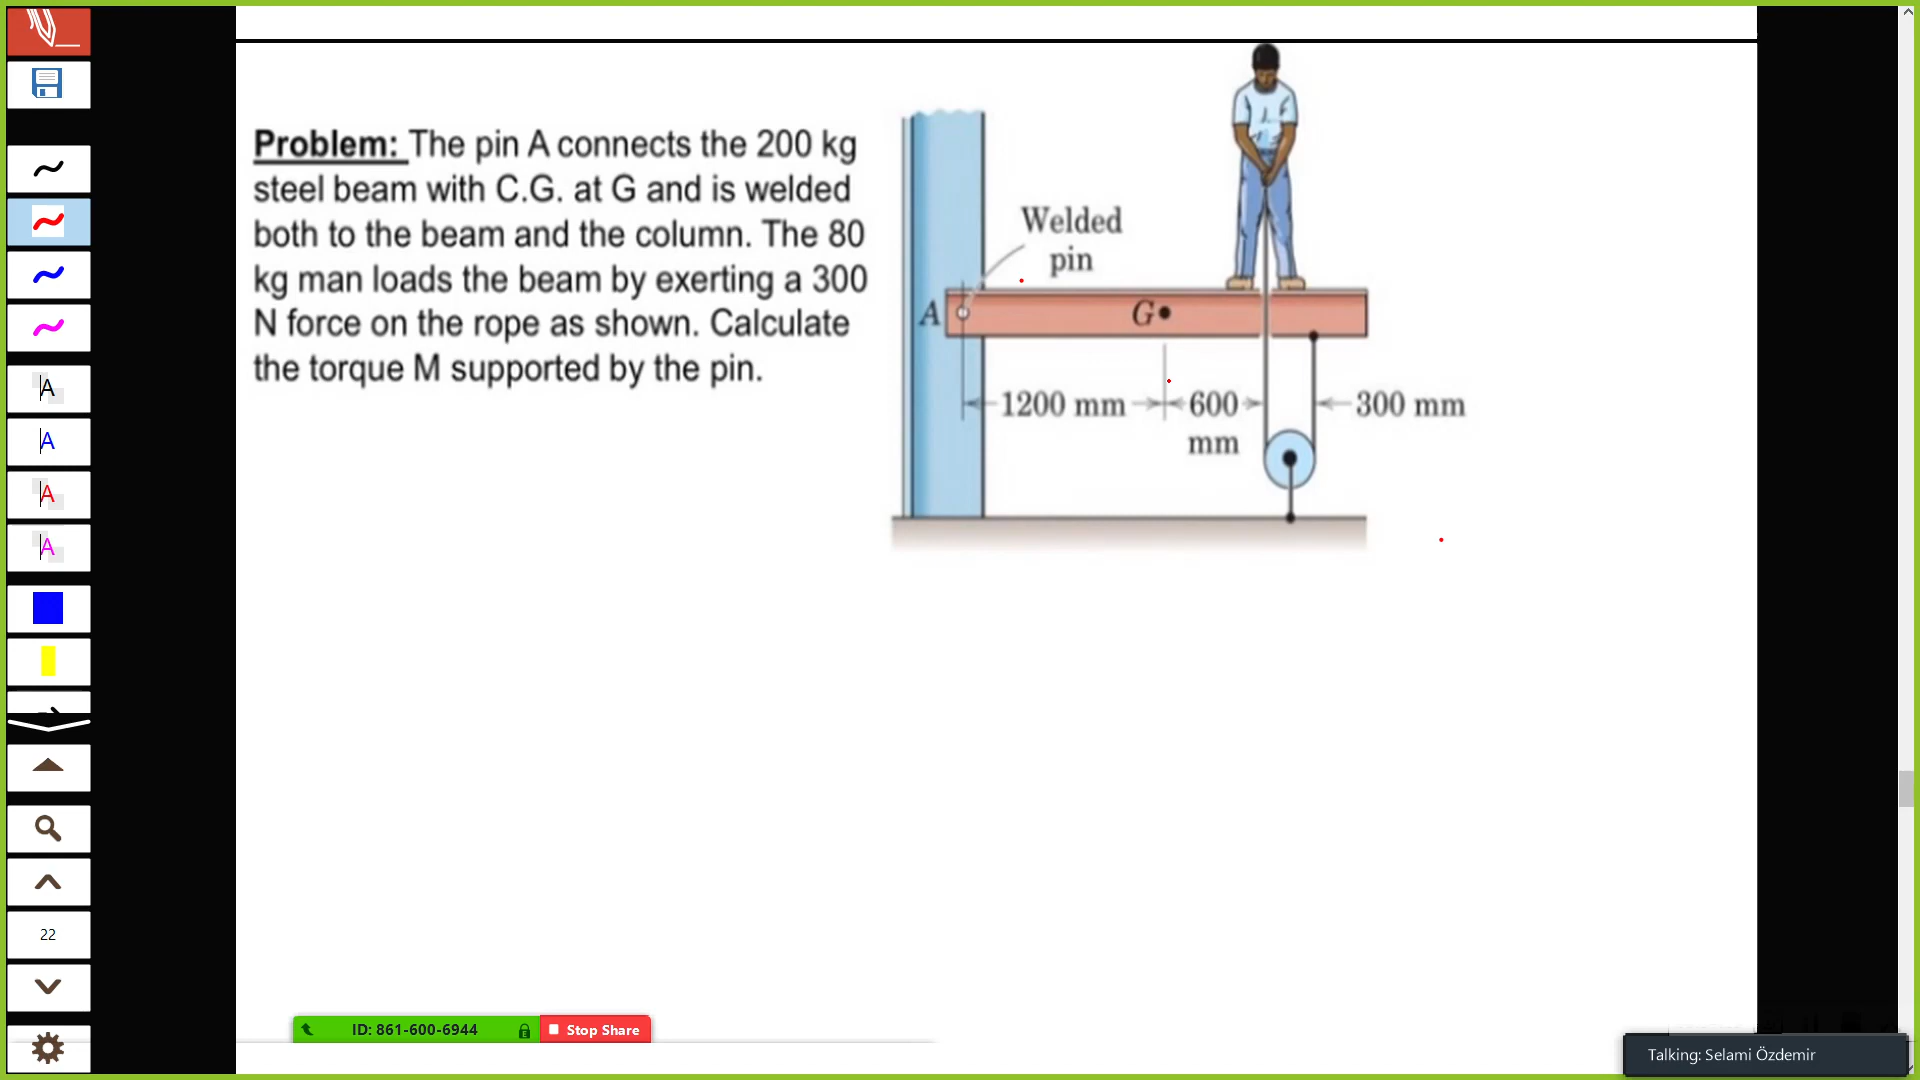 Problem: The pin A connects the 200 kg
steel beam with C.G. at G and is welded
both to the beam and the column. The 80
kg man loads the beam by exerting a 300
N force on the rope as shown. Calculate
the torque M supported by the pin.
Welded
pin
A
G
1200 mm
600
mm
300 mm
A
A
A
A
22
ID: 861-600-6944
Stop Share
Talking: Selami Özdemir